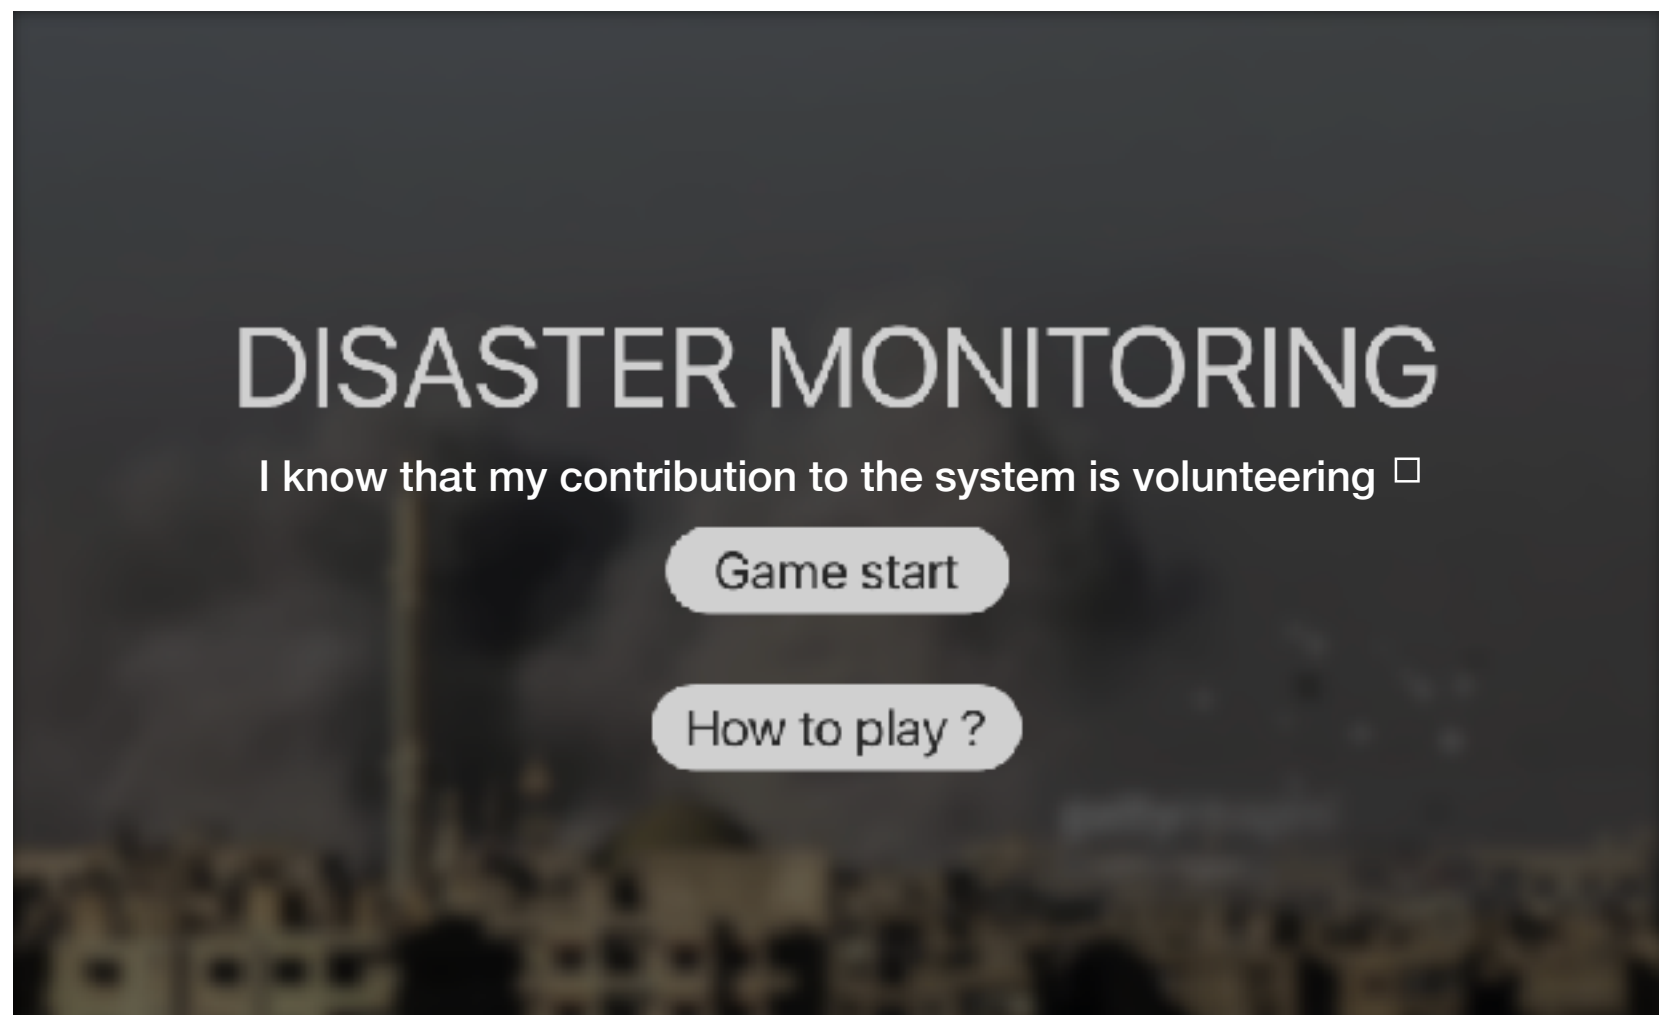 DISASTER MONITORING
I know that my contribution to the system is volunteering □
Game start
How to play ?